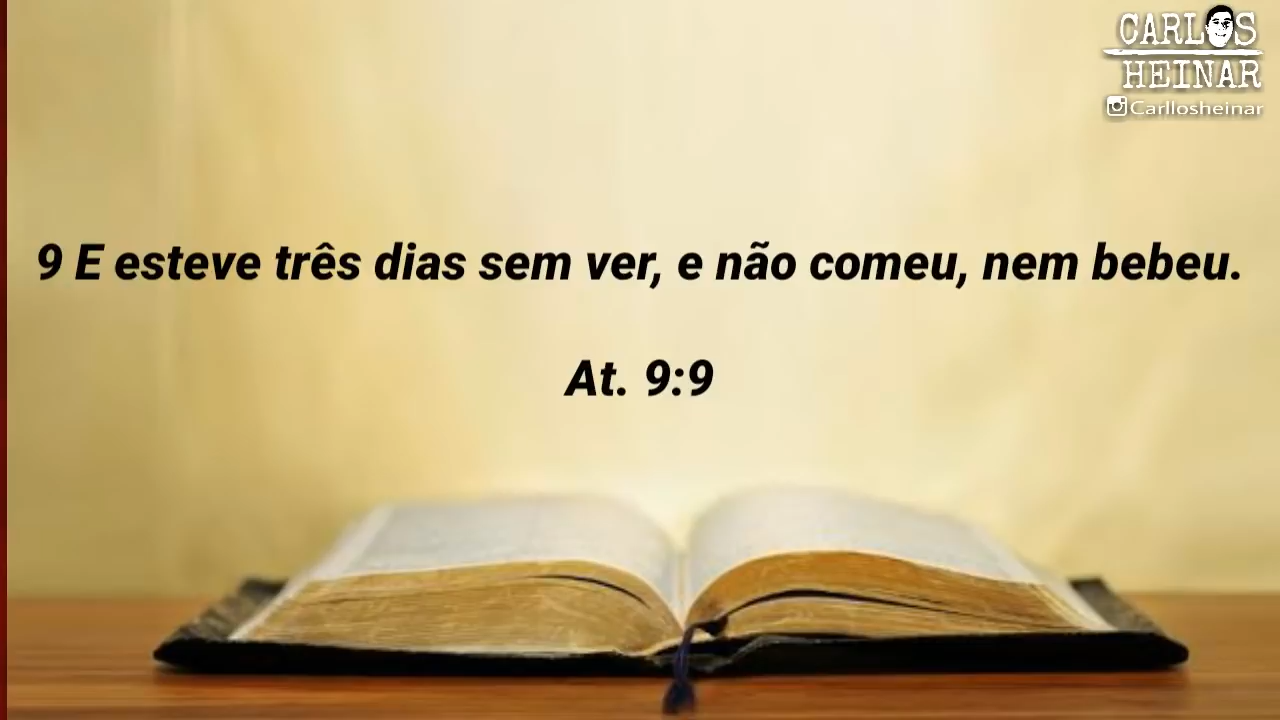 CARLOS
HEINAR
Carllosheinar
9 E esteve três dias sem ver, e não comeu, nem bebeu.
At. 9:9